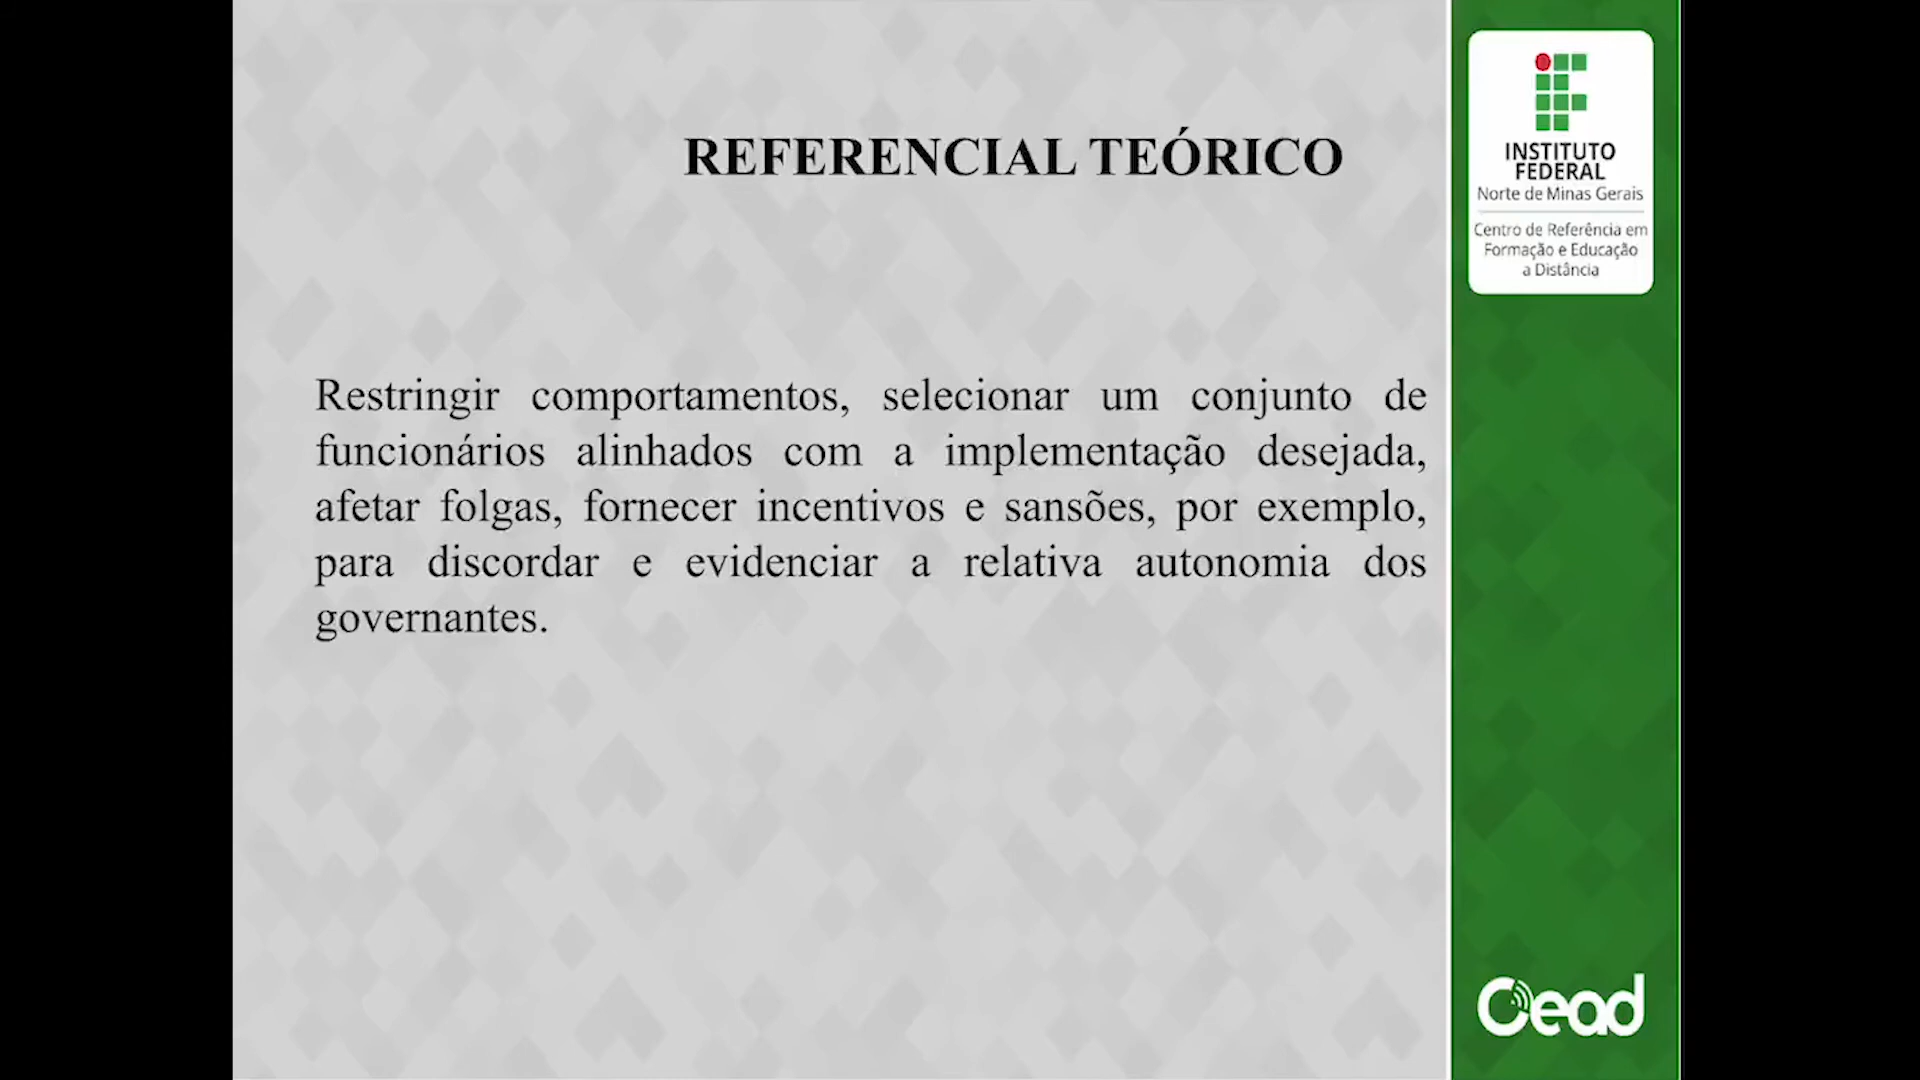 REFERENCIAL TEÓRICO
Restringir comportamentos, selecionar um conjunto de
funcionários alinhados com a implementação desejada,
afetar folgas, fornecer incentivos e sansões, por exemplo,
para discordar e evidenciar a relativa autonomia dos
governantes.
INSTITUTO
FEDERAL
Norte de Minas Gerais
Centro de Referência em
Formação e Educação
a Distância
Cead